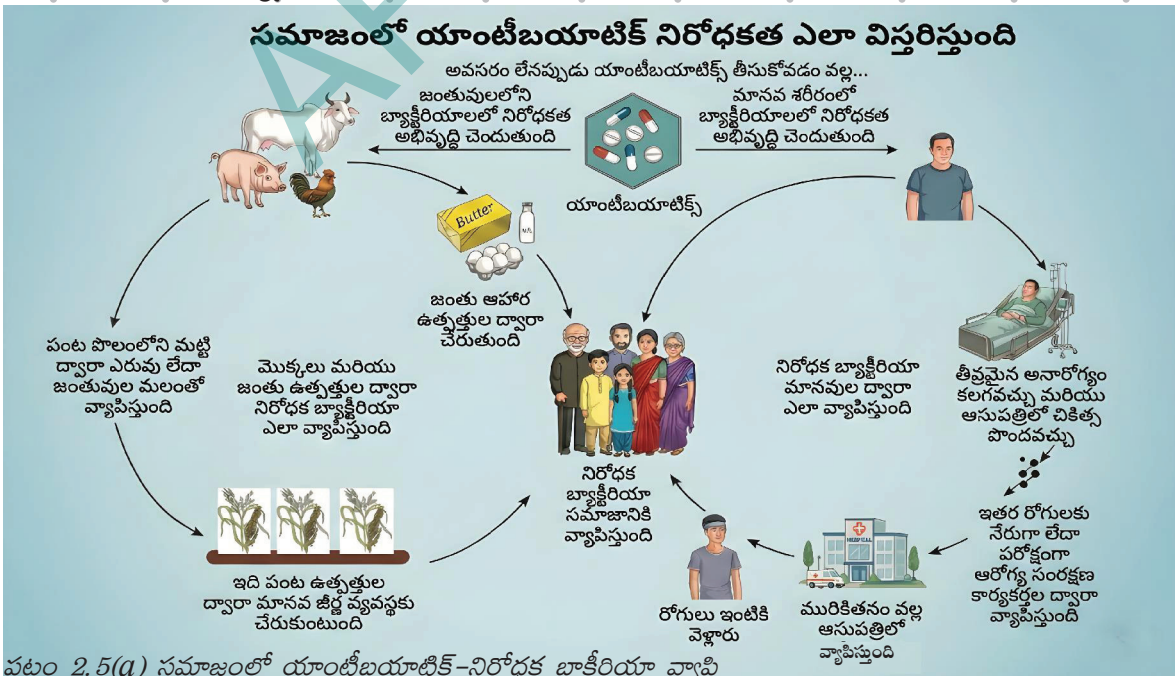 సమాజంలో యాంటీబయాటిక్ నిరోధకత ఎలా విస్తరిస్తుంది
అవసరం లేనప్పుడు యాంటీబయాటిక్స్ తీసుకోవడం వల్ల...
జంతువులలోని
బ్యాక్టీరియాలలో నిరోధకత
అభివృద్ధి చెందుతుంది
మానవ శరీరంలో
బ్యాక్టీరియాలలో నిరోధకత
అభివృద్ధి చెందుతుంది
యాంటీబయాటిక్స్
Butter
జంతు ఆహార
ఉత్పత్తుల ద్వారా
చేరుతుంది
పంట పొలంలోని మట్టి
ద్వారా ఎరువు లేదా
జంతువుల మలంతో
వ్యాపిస్తుంది
మొక్కలు మరియు
జంతు ఉత్పత్తుల ద్వారా
నిరోధక బ్యాక్టీరియా
ఎలా వ్యాపిస్తుంది
నిరోధక బ్యాక్టీరియా
మానవుల ద్వారా
ఎలా వ్యాపిస్తుంది
తీవ్రమైన అనారోగ్యం
కలగవచ్చు మరియు
ఆసుపత్రిలో చికిత్స
పొందవచ్చు
నిరోధక
బ్యాక్టీరియా
సమాజానికి
వ్యాపిస్తుంది
ఇతర రోగులకు
నేరుగా లేదా
పరోక్షంగా
ఆరోగ్య సంరక్షణ
కార్యకర్తల ద్వారా
వ్యాపిస్తుంది
ఇది పంట ఉత్పత్తుల
ద్వారా మానవ జీర్ణ వ్యవస్థకు
చేరుకుంటుంది
రోగులు ఇంటికి
వెళ్లారు
మురికితనం వల్ల
ఆసుపత్రిలో
వ్యాపిస్తుంది
పటం 2.5(a) సమాజంలో యాంటీబయాటిక్-నిరోధక